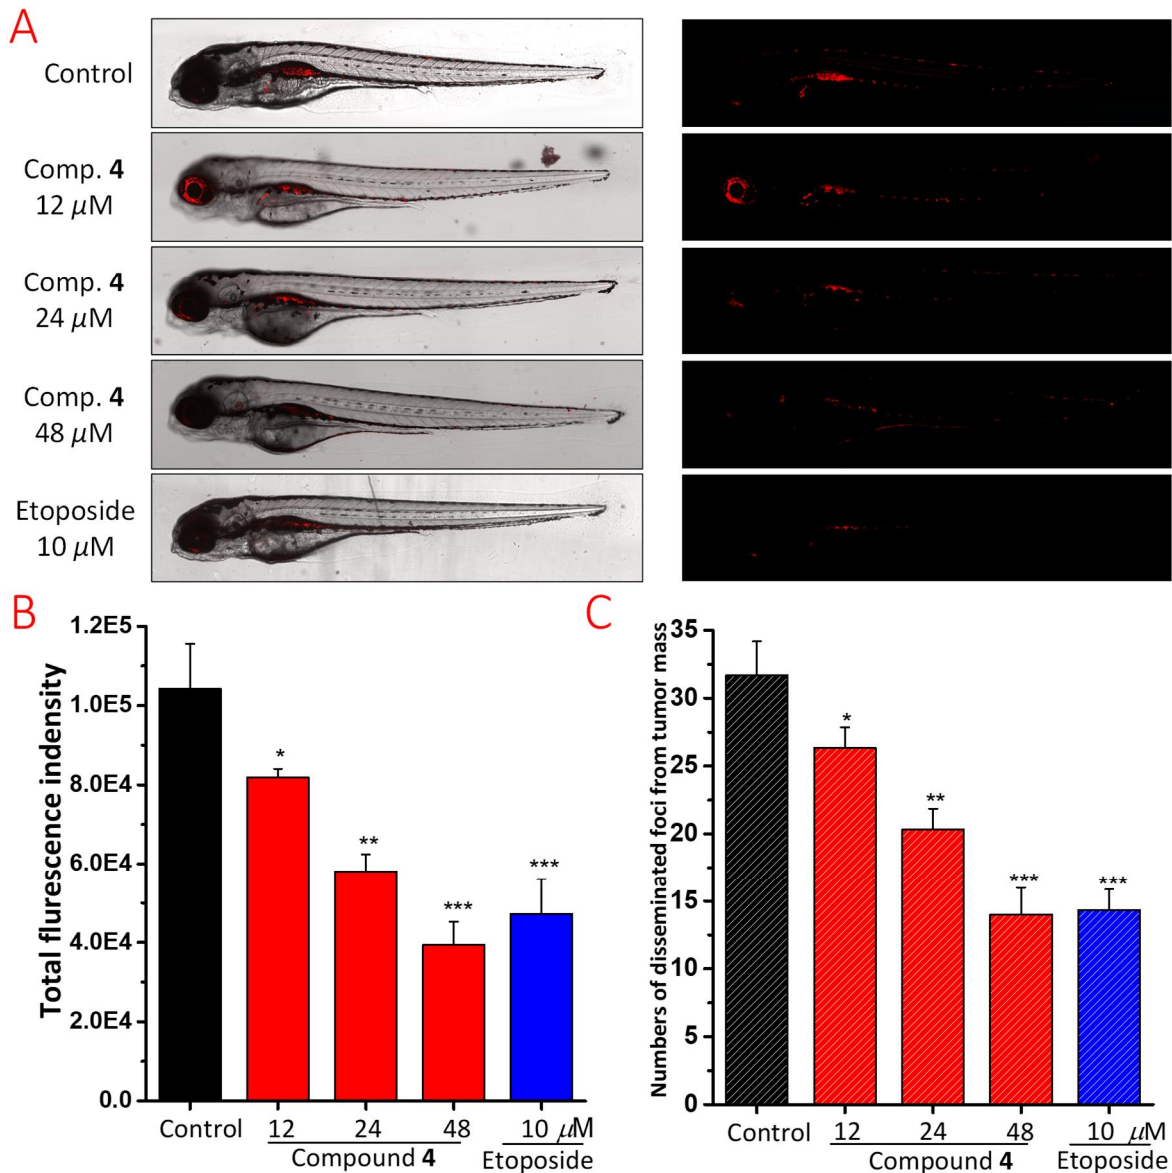 A
Control
Comp. 4
12 μM
Comp. 4
24 μM
Comp. 4
48 μM
Etoposide
10 μM
B
Total flurescence indensity
1.2E5
1.0E5
8.0E4
6.0E4
4.0E4
2.0E4
0.0
*
**
***
***
Control
12
24
48
10 μM
Compound 4
Etoposide
C
Numbers of disseminated foci from tumor mass
35
30
25
20
15
10
5
0
*
**
***
***
Control
12
24
48
10 μM
Compound 4
Etoposide